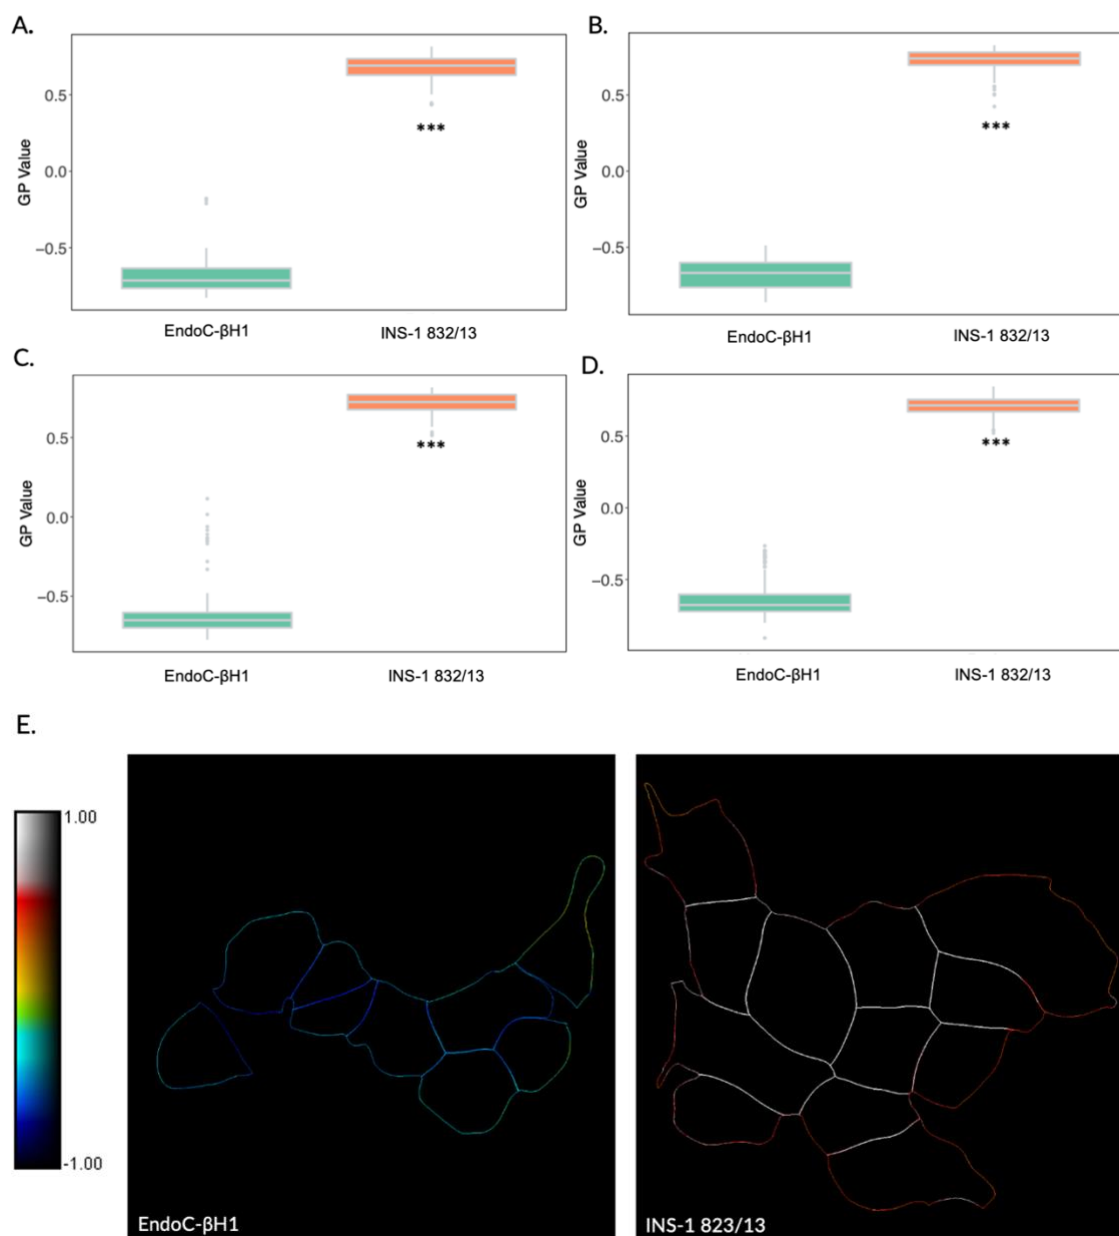 A.
GP Value
0.5
0.0
−0.5
***
EndoC-βH1
INS-1 832/13
B.
GP Value
0.5
0.0
−0.5
***
EndoC-βH1
INS-1 832/13
C.
GP Value
0.5
0.0
−0.5
***
EndoC-βH1
INS-1 832/13
D.
GP Value
0.5
0.0
−0.5
***
EndoC-βH1
INS-1 832/13
E.
1.00
-1.00
EndoC-βH1
INS-1 823/13